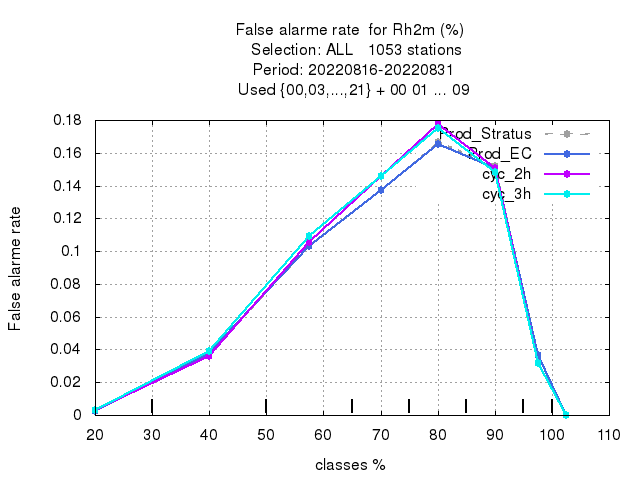 False alarme rate  for Rh2m (%)
Selection: ALL   1053 stations
Period: 20220816-20220831
Used {00,03,...,21} + 00 01 ... 09
0.18
0.16
0.14
0.12
0.1
0.08
0.06
0.04
0.02
0
False alarme rate
Prod_Stratus
Prod_EC
cyc_2h
cyc_3h
20 30 40 50 60 70 80 90 100 110
classes %